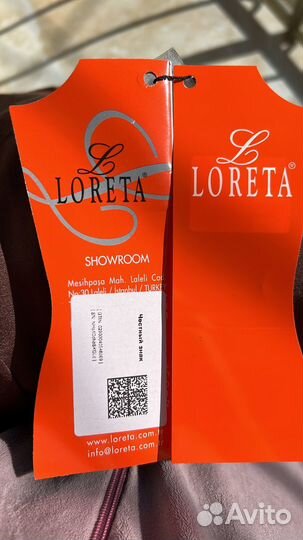 L
LORETA®
SHOWROOM
Mesihpaşa Mah. Laleli Cad
No:30 Laleli / İstanbul / TURKE
Честный знак
www.loreta.com.
info@loreta.com
L
LORETA®
Avito